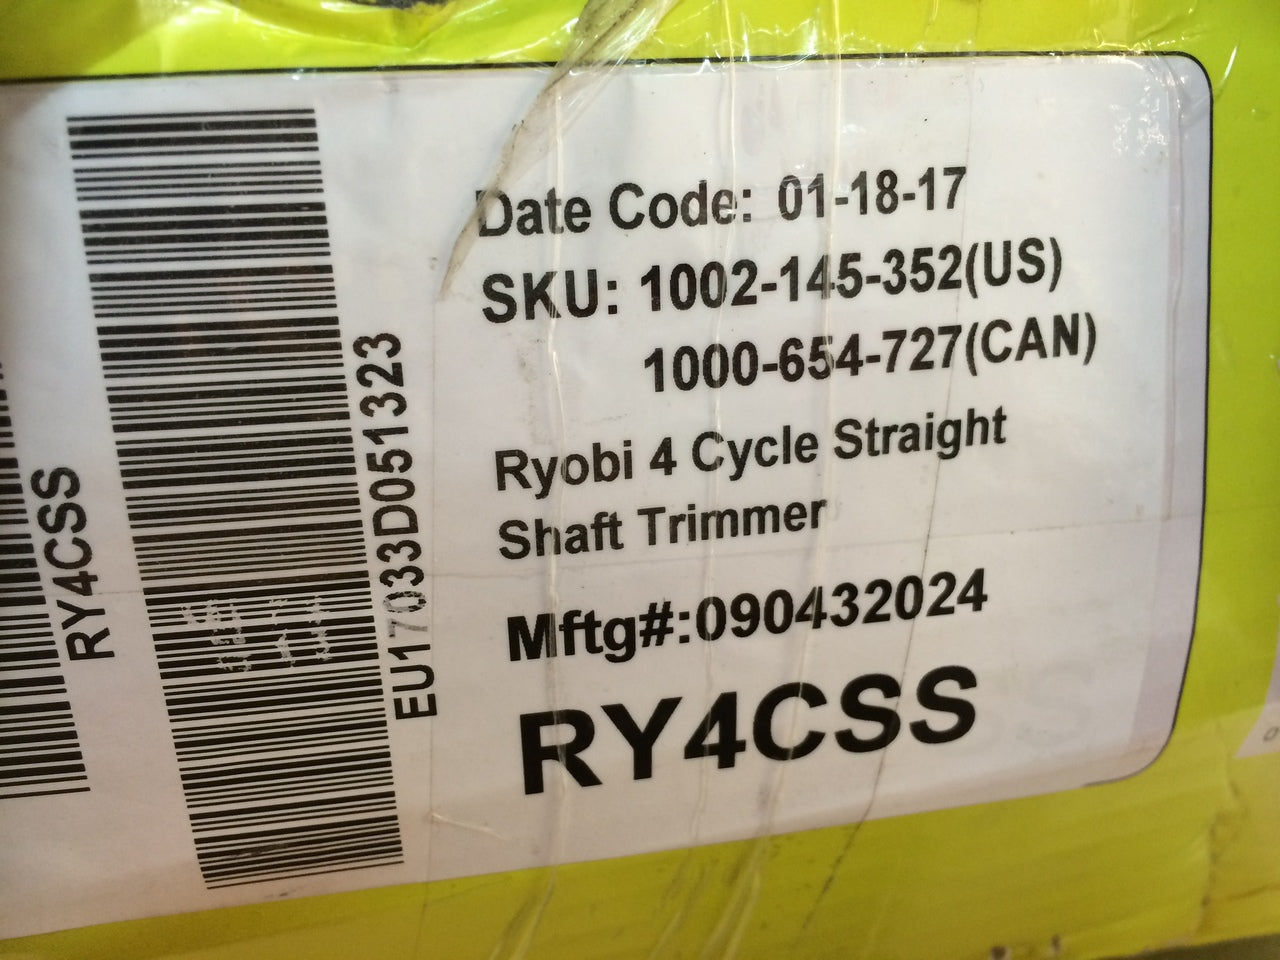 RY4CSS
EU17033D051323
Date Code: 01-18-17
SKU: 1002-145-352(US)
1000-654-727(CAN)
Ryobi 4 Cycle Straight
Shaft Trimmer
Mftg#:090432024
RY4CSS